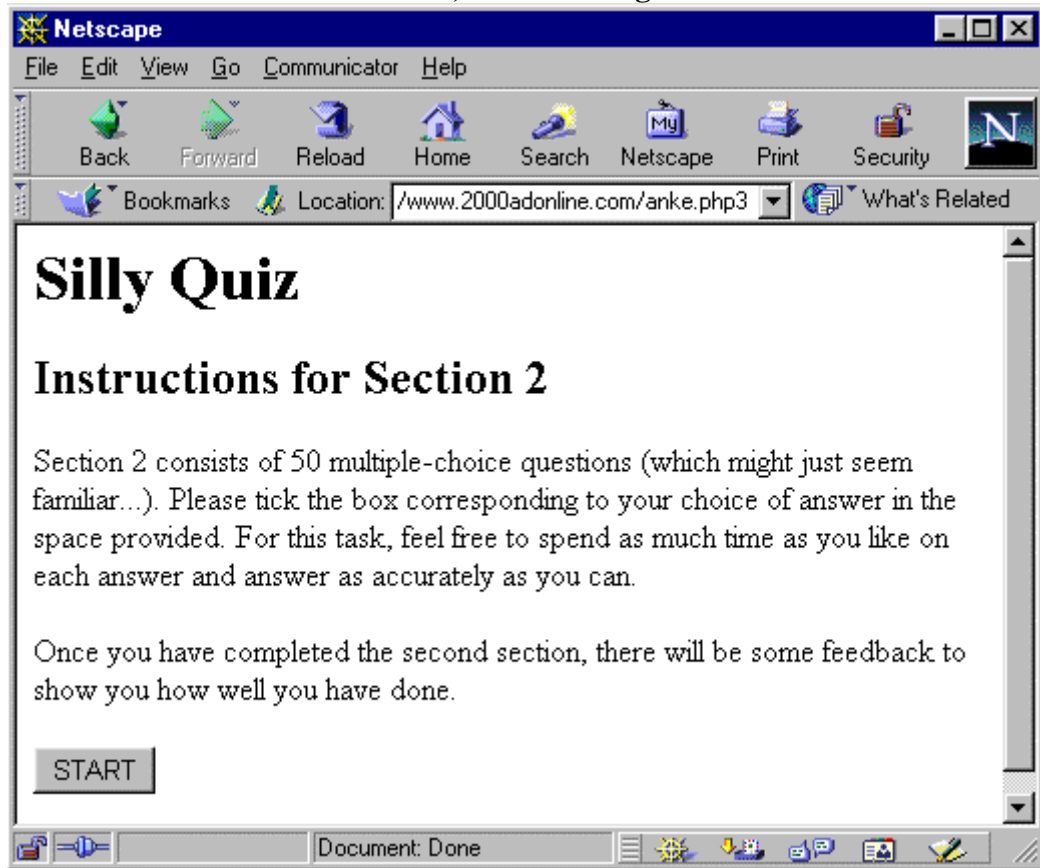 Netscape
File Edit View Go Communicator Help
Back Forward Reload Home Search Netscape Print Security N
My
Bookmarks Location: /www.2000adonline.com/anke.php3 What's Related
Silly Quiz
Instructions for Section 2
Section 2 consists of 50 multiple-choice questions (which might just seem
familiar...). Please tick the box corresponding to your choice of answer in the
space provided. For this task, feel free to spend as much time as you like on
each answer and answer as accurately as you can.
Once you have completed the second section, there will be some feedback to
show you how well you have done.
START
Document: Done